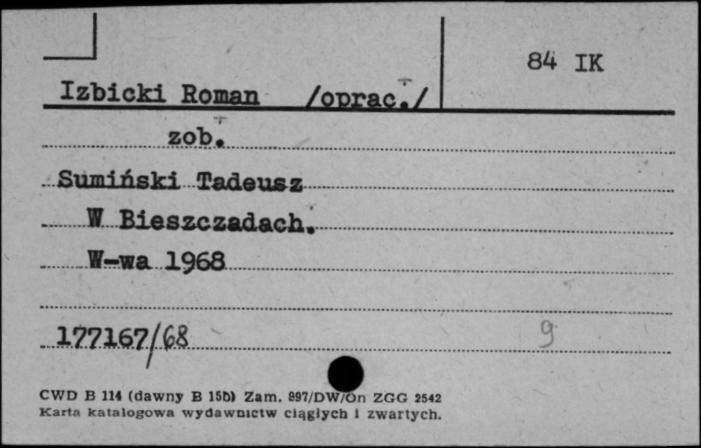 84 IK
Izbicki Roman /oprac./
zob.
Sumiński Tadeusz
W Bieszczadach.
W-wa 1968
177167/68 9
CWD B 114 (dawny B 15b) Zam. 897/DW/On ZGG 2542
Karta katalogowa wydawnictw ciągłych i zwartych.